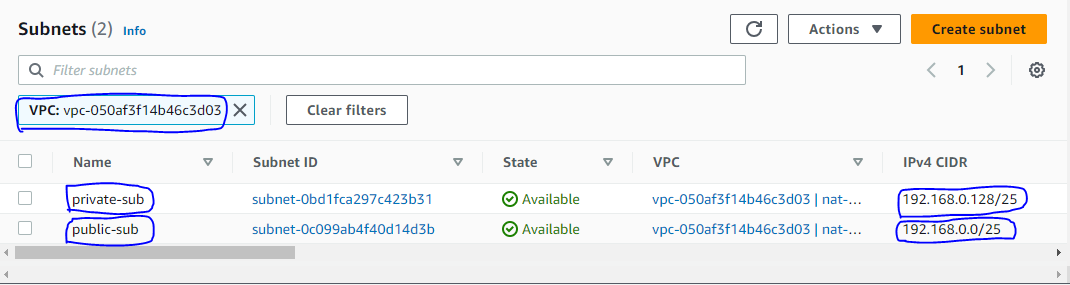 Subnets (2) Info
Actions
Create subnet
Filter subnets
1
VPC: vpc-050af3f14b46c3d03
Clear filters
Name Subnet ID State VPC IPv4 CIDR
private-sub subnet-0bd1fca297c423b31 Available vpc-050af3f14b46c3d03 | nat-... 192.168.0.128/25
public-sub subnet-0c099ab4f40d14d3b Available vpc-050af3f14b46c3d03 | nat-... 192.168.0.0/25